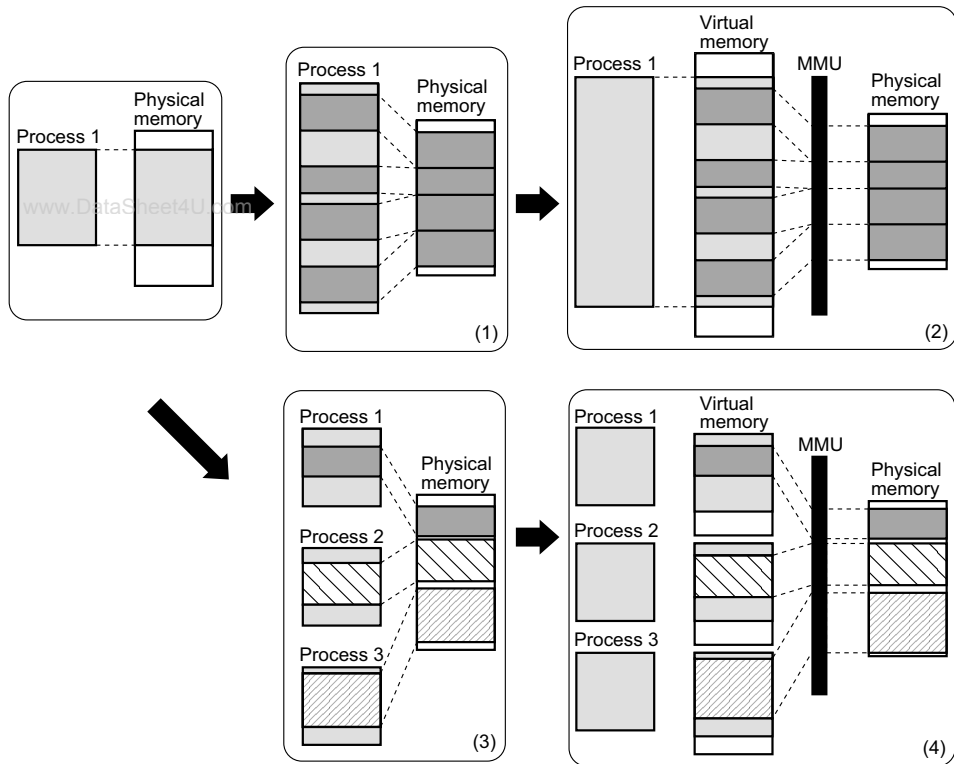 Process 1
Physical
memory
www.DataSheet4U.com
Process 1
Physical
memory
(1)
Process 1
Virtual
memory
MMU
Physical
memory
(2)
Process 1
Process 2
Process 3
Physical
memory
(3)
Process 1
Process 2
Process 3
Virtual
memory
MMU
Physical
memory
(4)